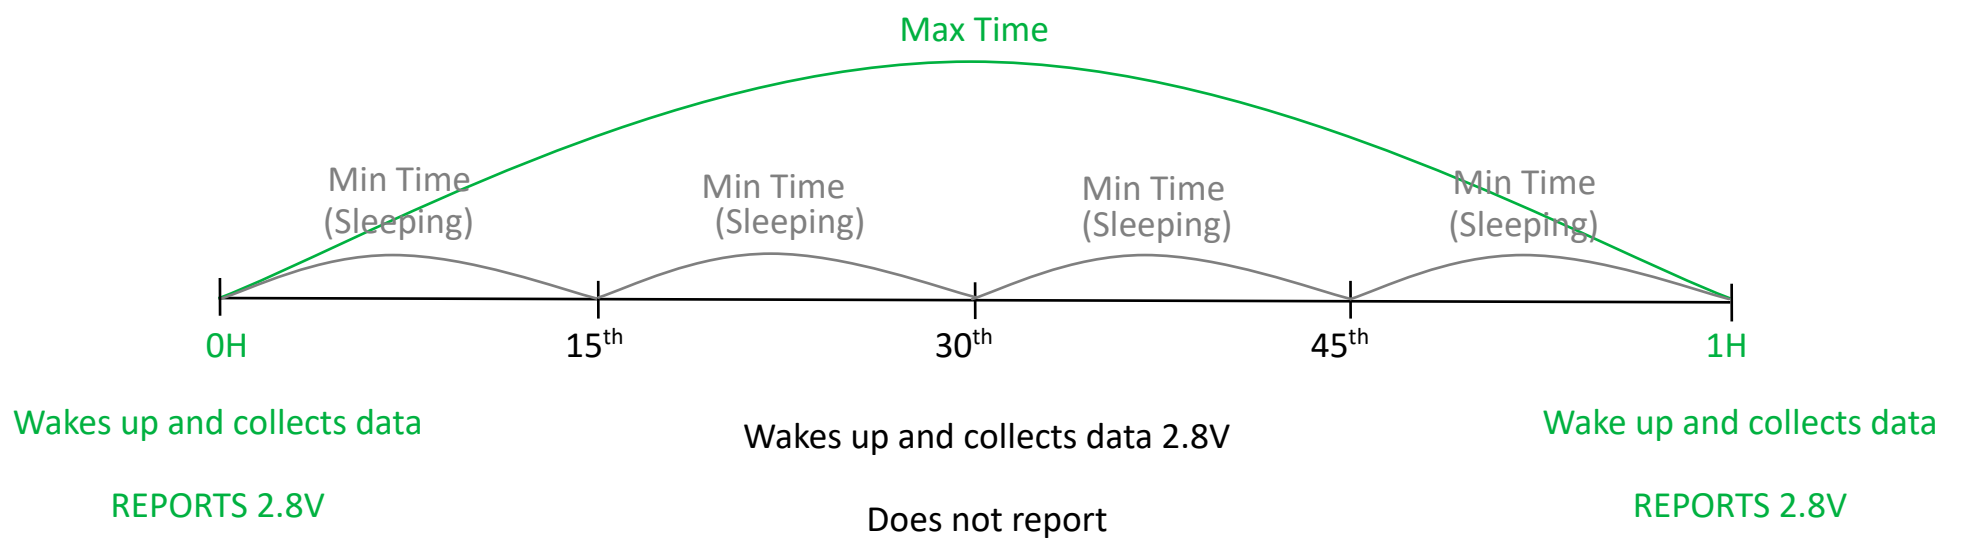 Max Time
Min Time
(Sleeping)
Min Time
(Sleeping)
Min Time
(Sleeping)
Min Time
(Sleeping)
0H
15th
30th
45th
1H
Wakes up and collects data
REPORTS 2.8V
Wakes up and collects data 2.8V
Does not report
Wake up and collects data
REPORTS 2.8V